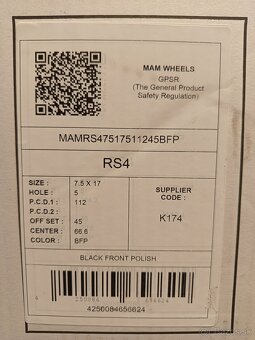 MAM WHEELS
GPSR
(The General Product
Safety Regulation)
MAMRS47517511245BFP
RS4
SIZE : 7.5 X 17
HOLE : 5
P.C.D.1 : 112
P.C.D.2 :
OFF SET : 45
CENTER : 66.6
COLOR : BFP
SUPPLIER
CODE :
K174
BLACK FRONT POLISH
4250084656624